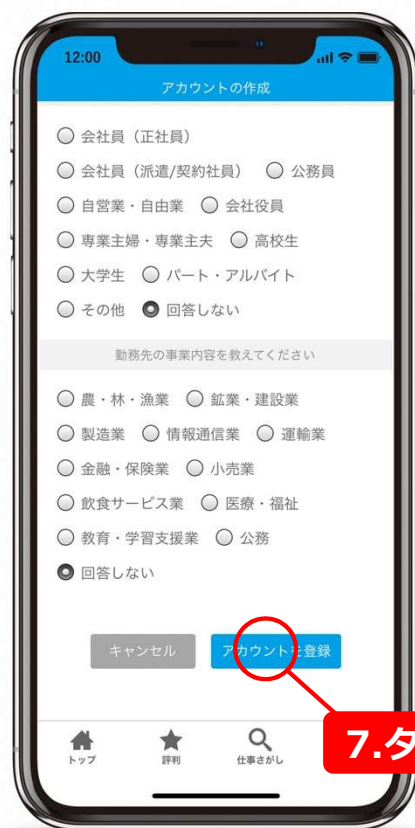 12:00
アカウントの作成
会社員（正社員）
会社員（派遣/契約社員） 公務員
自営業・自由業 会社役員
専業主婦・専業主夫 高校生
大学生 パート・アルバイト
その他 回答しない
勤務先の事業内容を教えてください
農・林・漁業 鉱業・建設業
製造業 情報通信業 運輸業
金融・保険業 小売業
飲食サービス業 医療・福祉
教育・学習支援業 公務
回答しない
キャンセル アカウントを登録
トップ 評判 仕事さがし
7.タ